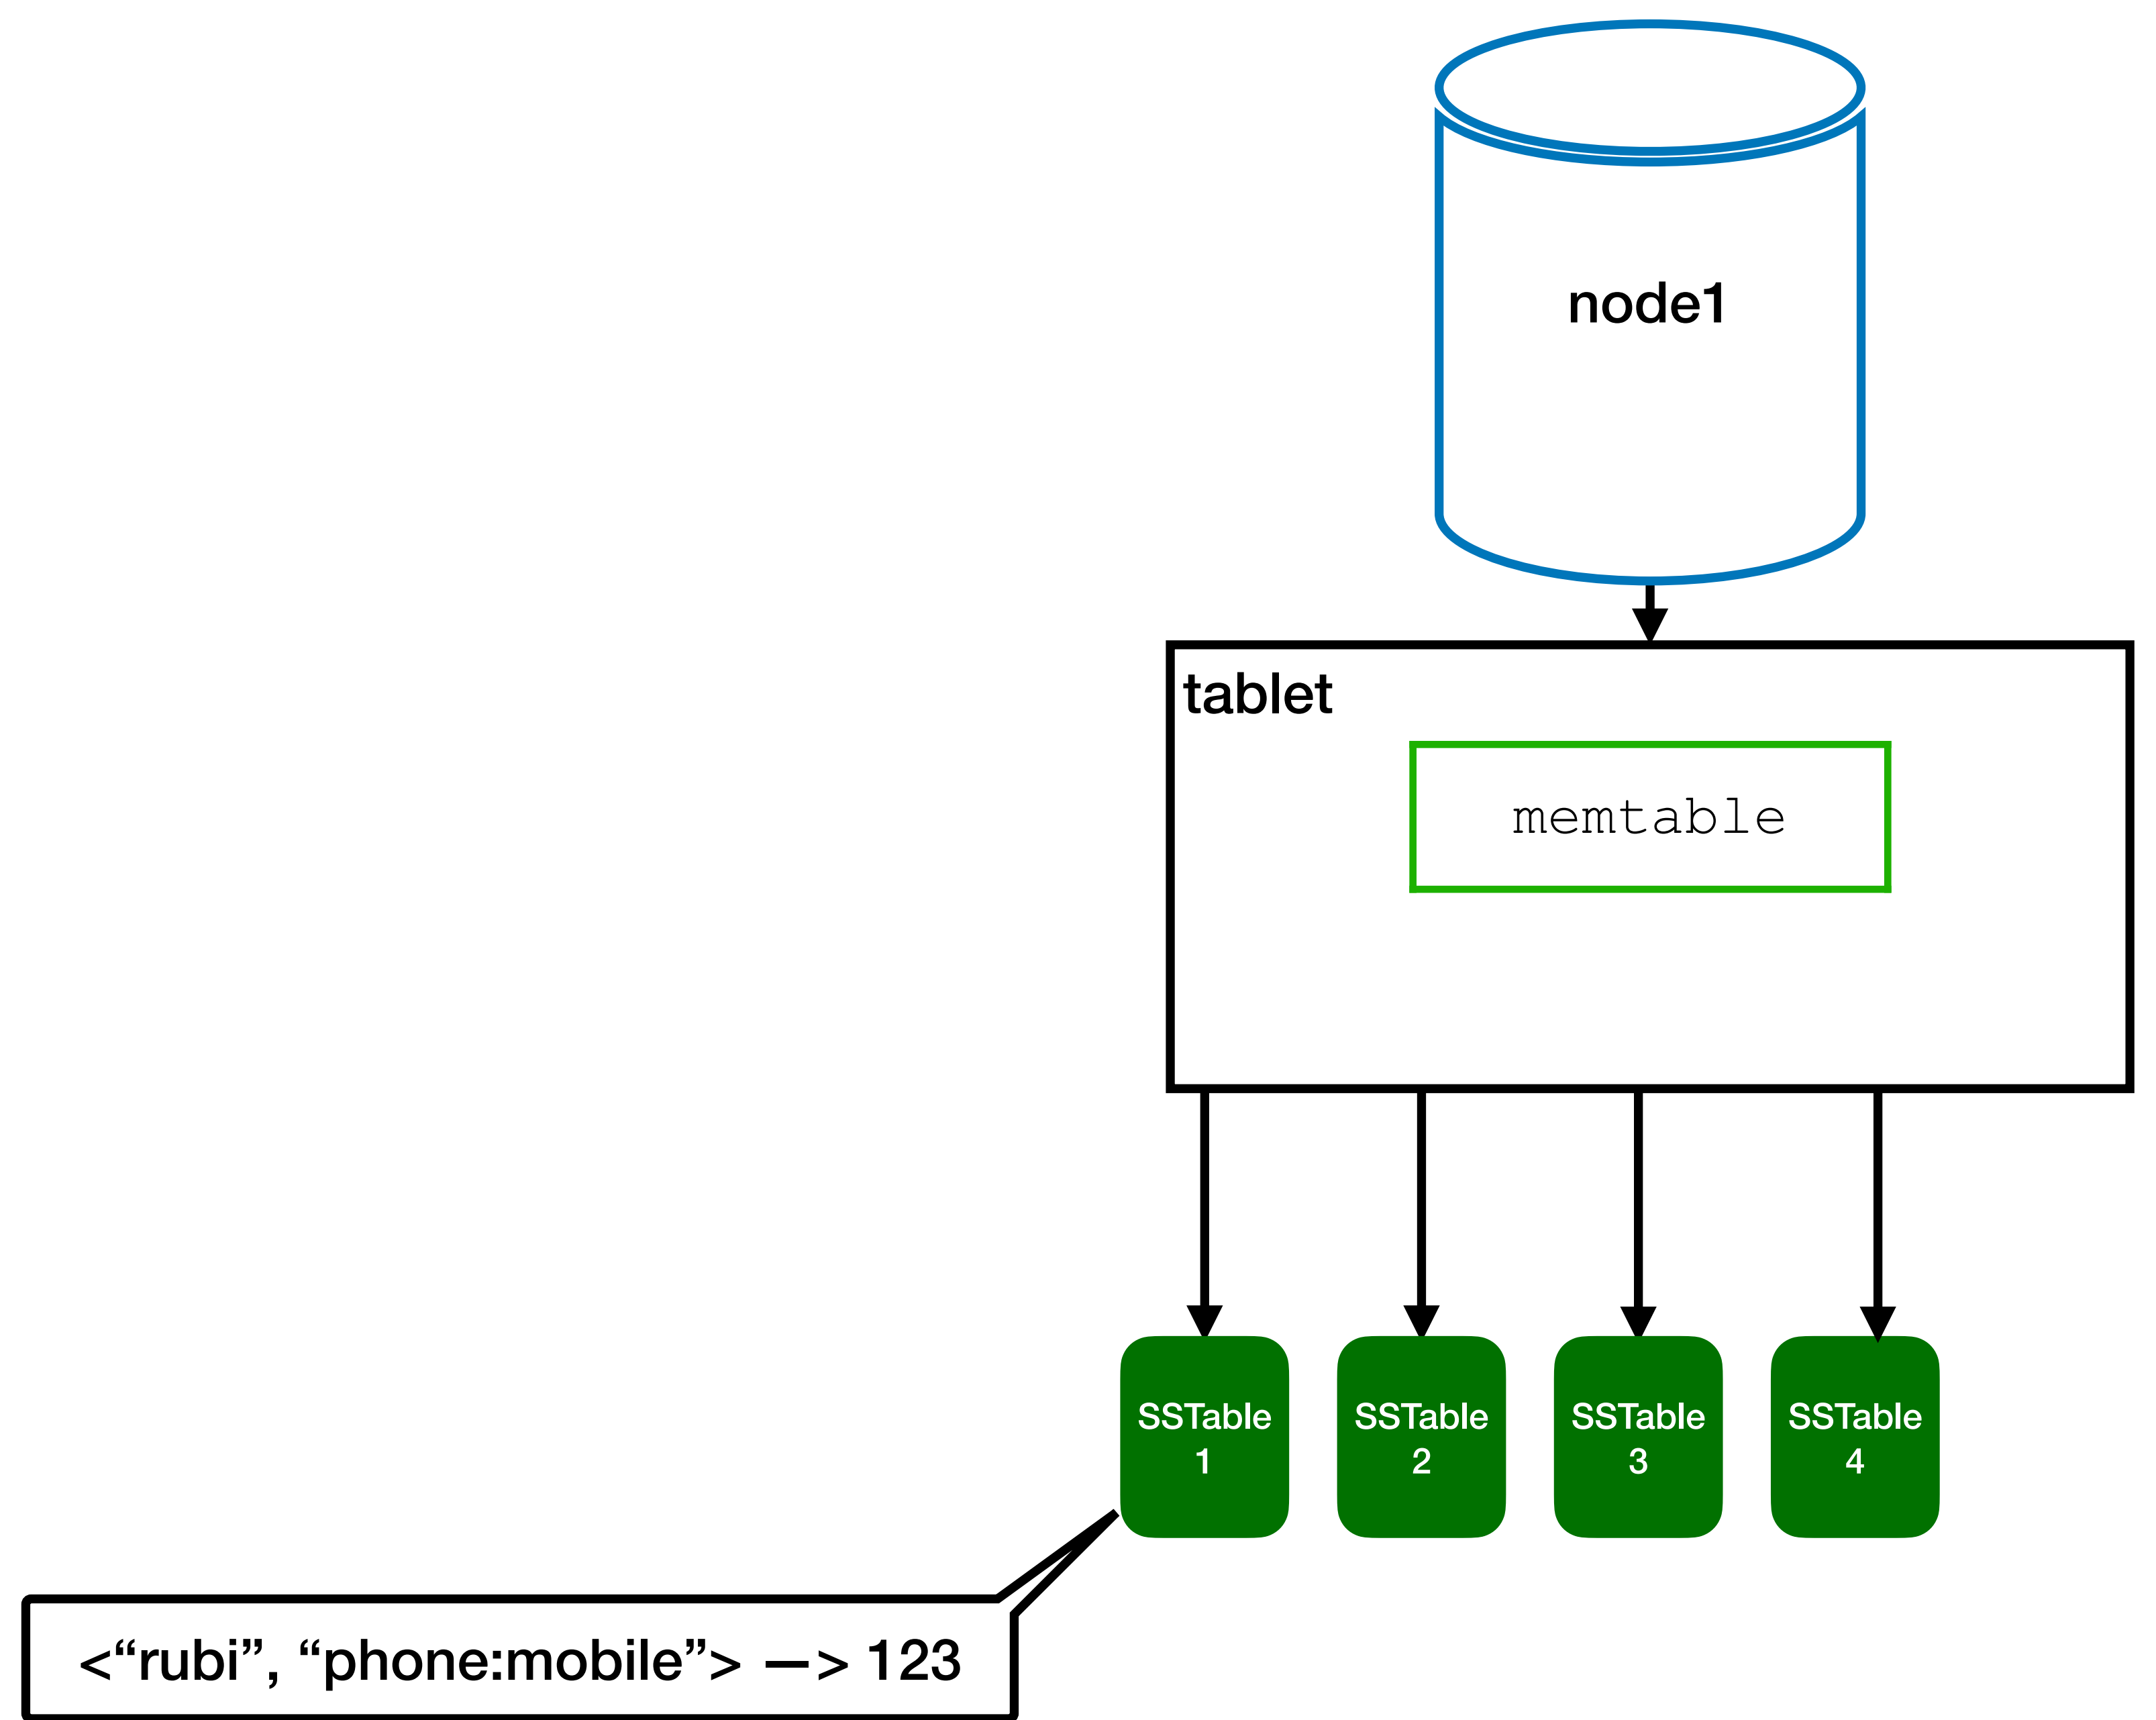 node1
tablet
memtable
SSTable
1
SSTable
2
SSTable
3
SSTable
4
<“rubi”, “phone:mobile”> —> 123